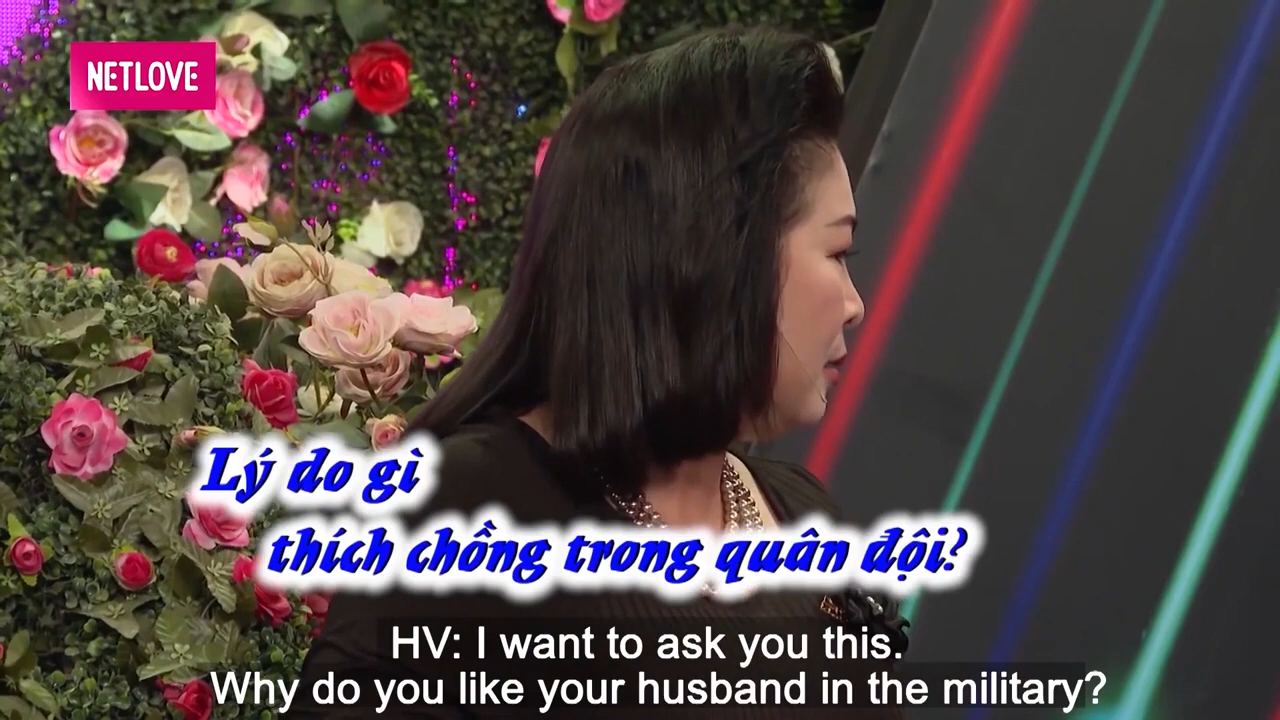 NETLOVE
Lý do gì
thích chồng trong quân đội?
HV: I want to ask you this.
Why do you like your husband in the military?